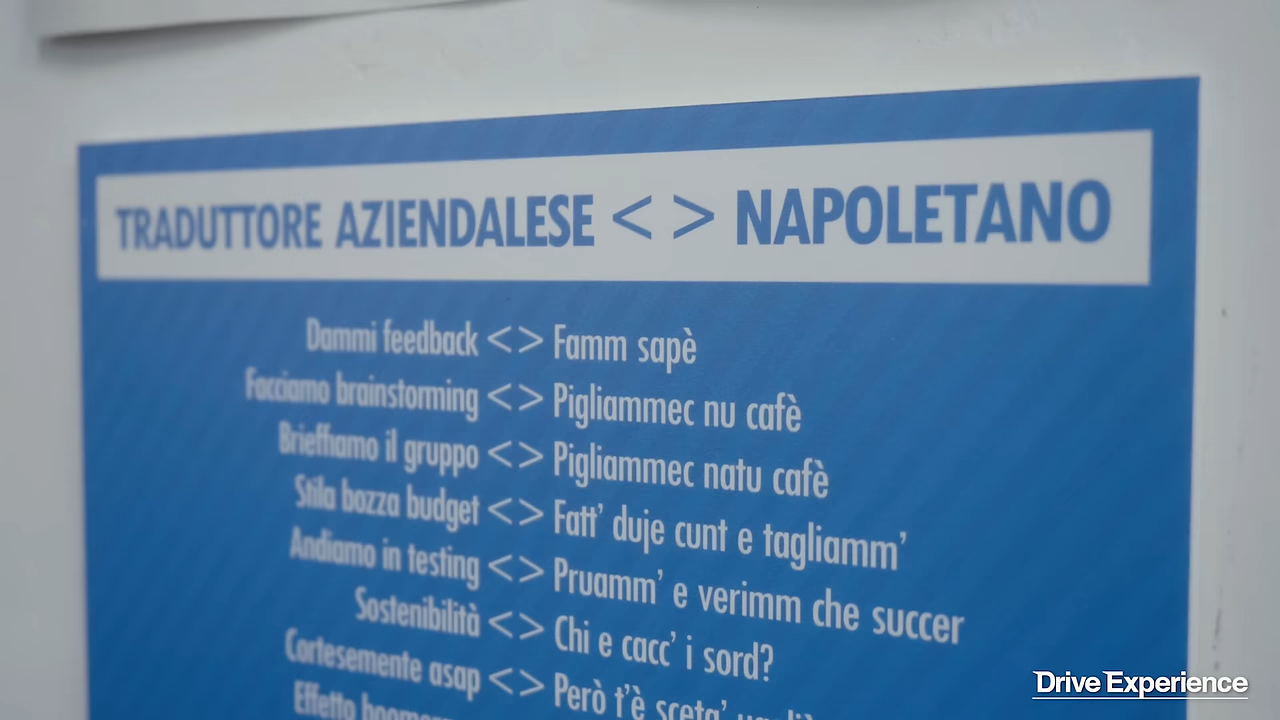 TRADUTTORE AZIENDALESE < > NAPOLETANO
Dammi feedback < > Famm sapè
Facciamo brainstorming < > Pigliammec nu cafè
Brieffiamo il gruppo < > Pigliammec natu cafè
Stila bozza budget < > Fatt' duje cunt e tagliamm'
Andiamo in testing < > Pruamm' e verimm che succer
Sostenibilità < > Chi e cacc' i sord?
Cortesemente asap < > Però t'è sceta'
Effetto
Drive Experience